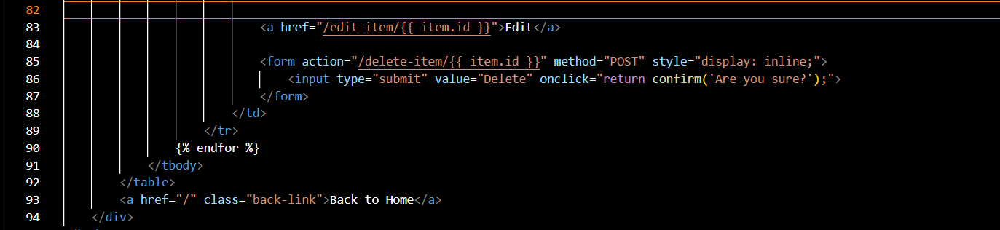 82
83 <a href="/edit-item/{{ item.id }}">Edit</a>
84
85 <form action="/delete-item/{{ item.id }}" method="POST" style="display: inline;">
86 <input type="submit" value="Delete" onclick="return confirm('Are you sure?');">
87 </form>
88 </td>
89 </tr>
90 {% endfor %}
91 </tbody>
92 </table>
93 <a href="/" class="back-link">Back to Home</a>
94 </div>